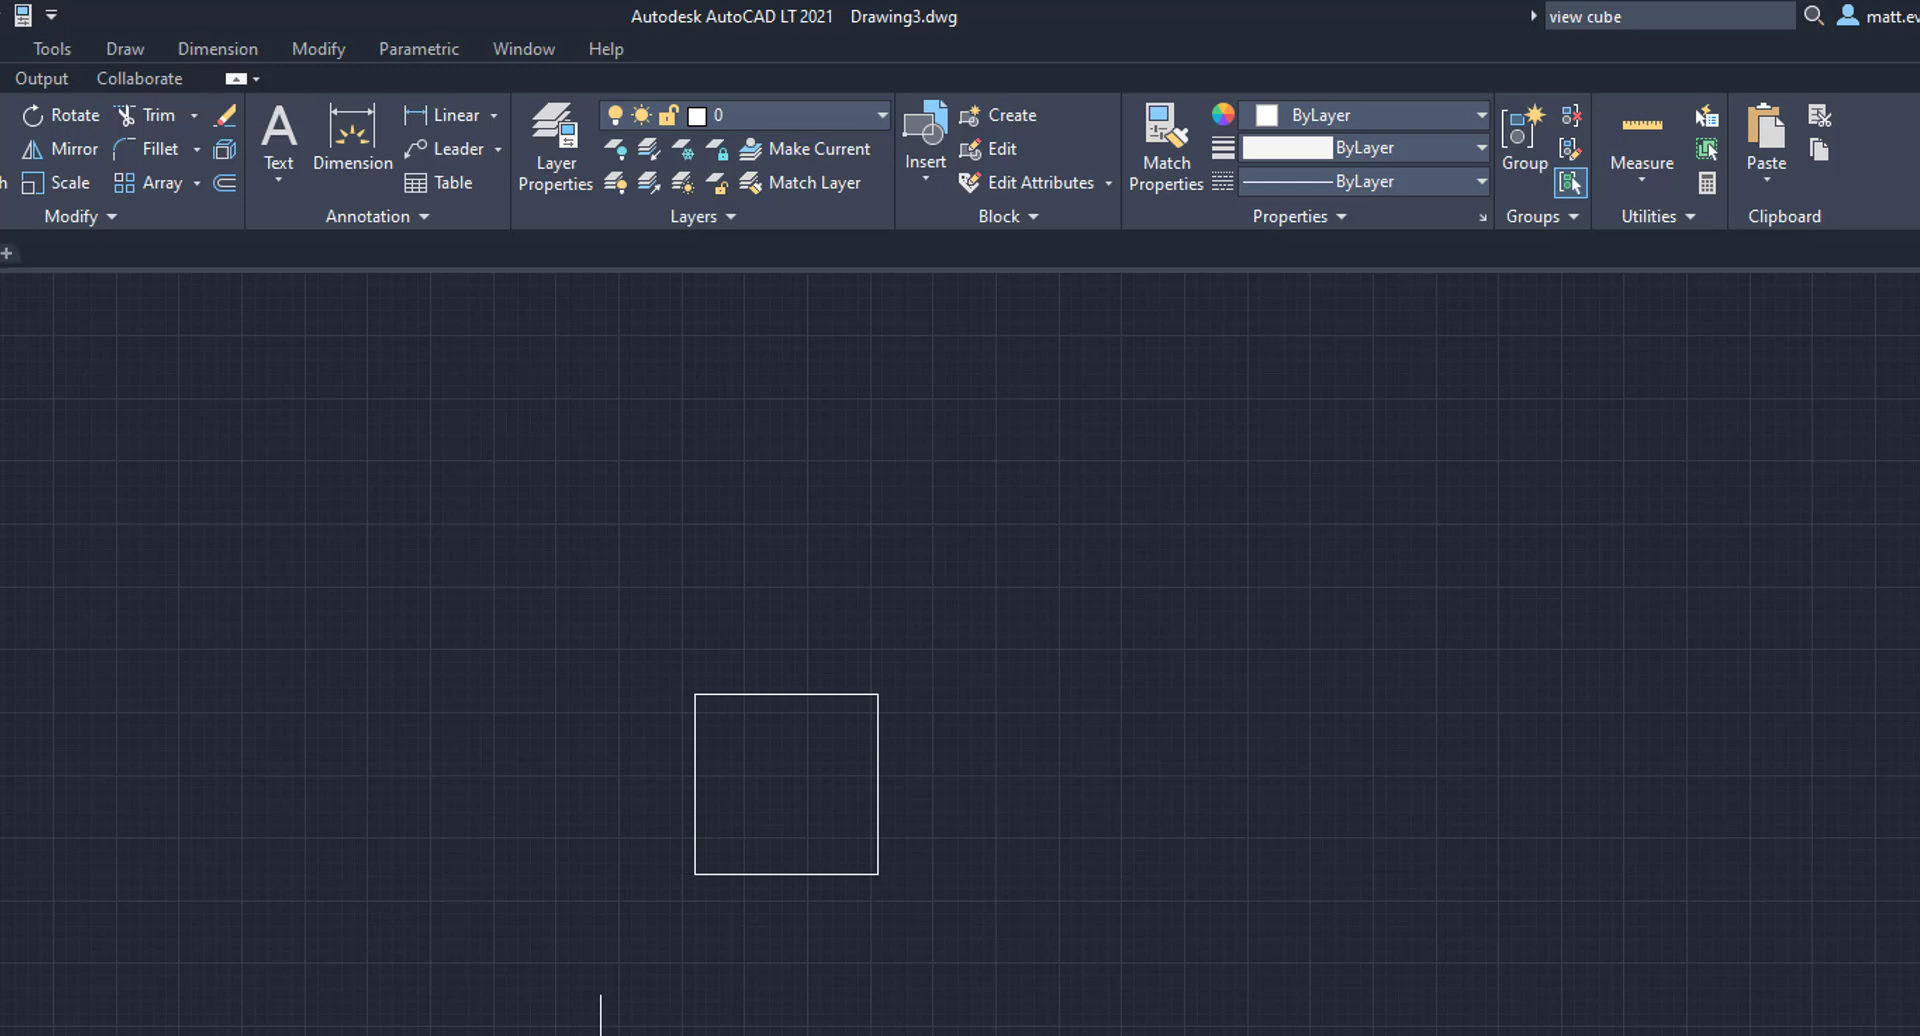 Autodesk AutoCAD LT 2021 Drawing3.dwg view cube matt.ev
Tools Draw Dimension Modify Parametric Window Help
Output Collaborate
Rotate Trim Linear 0 Create ByLayer
Mirror Fillet Leader Make Current Edit ByLayer
h Scale Array Table Match Layer Edit Attributes ByLayer
Text Dimension Layer Properties Insert Match Properties Group Measure Paste
Modify Annotation Layers Block Properties Groups Utilities Clipboard